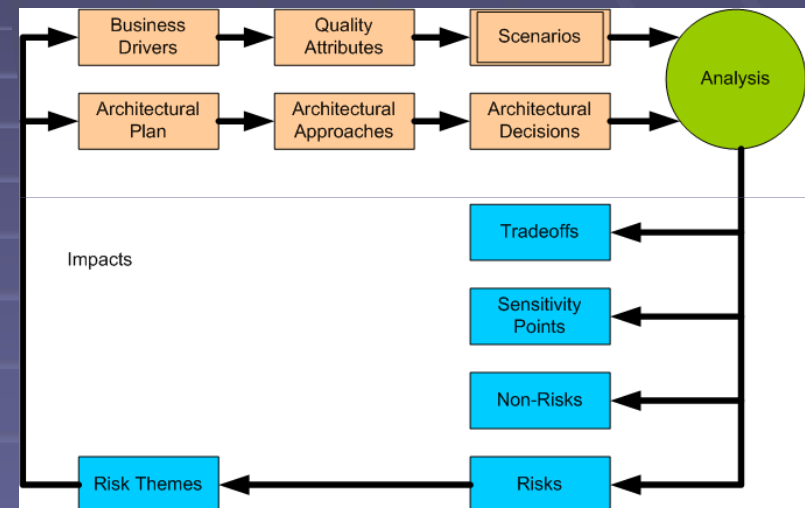 Business
Drivers
Quality
Attributes
Scenarios
Analysis
Architectural
Plan
Architectural
Approaches
Architectural
Decisions
Tradeoffs
Impacts
Sensitivity
Points
Non-Risks
Risk Themes
Risks